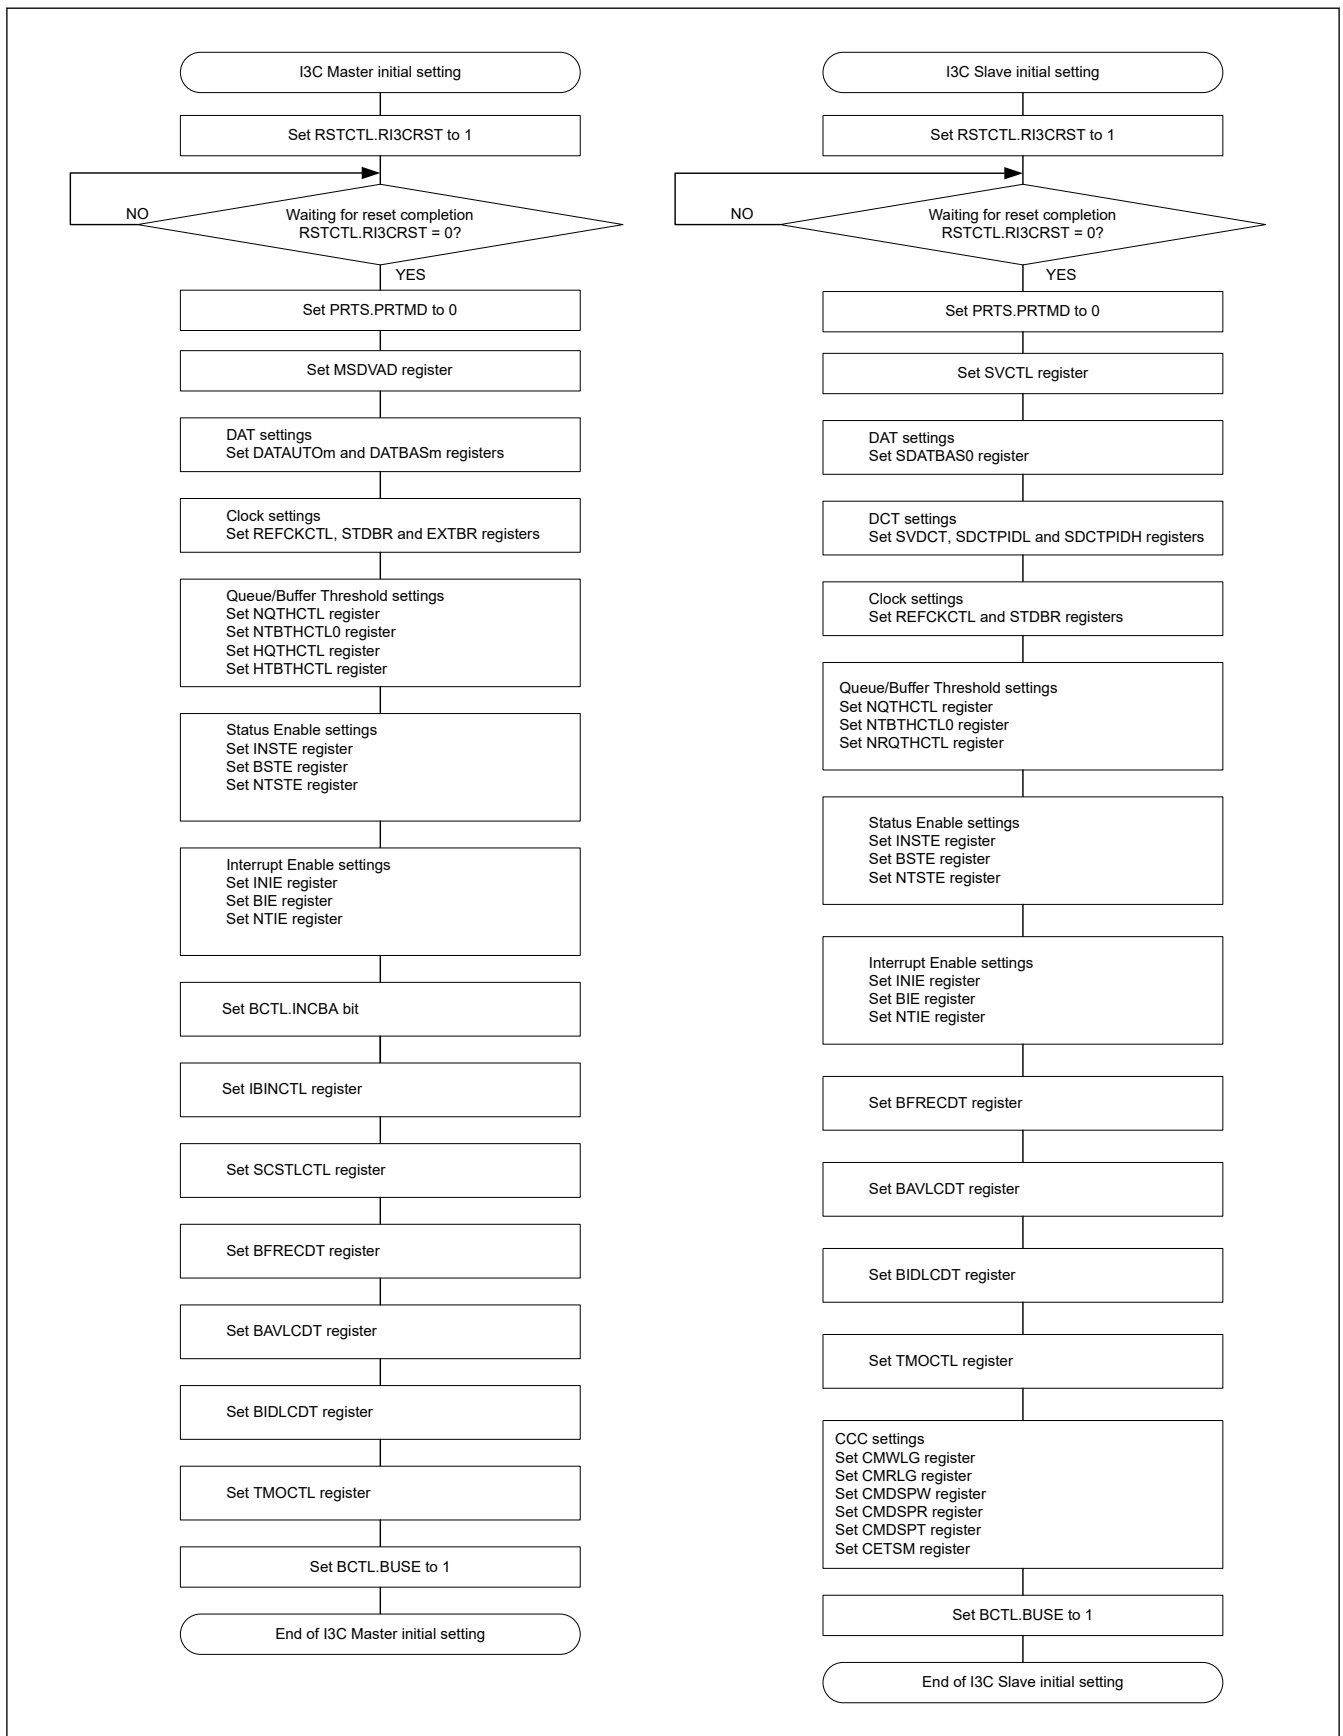 I3C Master initial setting
Set RSTCTL.RI3CRST to 1
NO
Waiting for reset completion
RSTCTL.RI3CRST = 0?
YES
Set PRTS.PRTMD to 0
Set MSDVAD register
DAT settings
Set DATAUTOm and DATBASm registers
Clock settings
Set REFCKCTL, STDBR and EXTBR registers
Queue/Buffer Threshold settings
Set NQTHCTL register
Set NTBTHCTL0 register
Set HQTHCTL register
Set HTBTHCTL register
Status Enable settings
Set INSTE register
Set BSTE register
Set NTSTE register
Interrupt Enable settings
Set INIE register
Set BIE register
Set NTIE register
Set BCTL.INCBA bit
Set IBINCTL register
Set SCSTLCTL register
Set BFRECDT register
Set BAVLCDT register
Set BIDLCDT register
Set TMOCTL register
Set BCTL.BUSE to 1
End of I3C Master initial setting
I3C Slave initial setting
Set RSTCTL.RI3CRST to 1
NO
Waiting for reset completion
RSTCTL.RI3CRST = 0?
YES
Set PRTS.PRTMD to 0
Set SVCTL register
DAT settings
Set SDATBAS0 register
DCT settings
Set SVDCT, SDCTPIDL and SDCTPIDH registers
Clock settings
Set REFCKCTL and STDBR registers
Queue/Buffer Threshold settings
Set NQTHCTL register
Set NTBTHCTL0 register
Set NRQTHCTL register
Status Enable settings
Set INSTE register
Set BSTE register
Set NTSTE register
Interrupt Enable settings
Set INIE register
Set BIE register
Set NTIE register
Set BFRECDT register
Set BAVLCDT register
Set BIDLCDT register
Set TMOCTL register
CCC settings
Set CMWLG register
Set CMRLG register
Set CMDSPW register
Set CMDSPR register
Set CMDSPT register
Set CETSM register
Set BCTL.BUSE to 1
End of I3C Slave initial setting